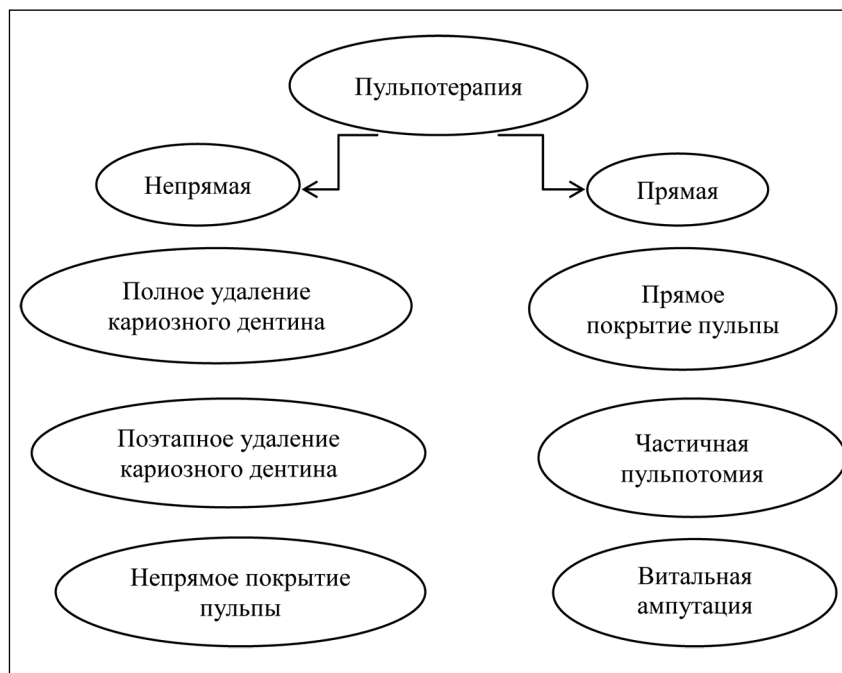 Пульпотерапия
Непрямая
Прямая
Полное удаление
кариозного дентина
Прямое
покрытие пульпы
Поэтапное удаление
кариозного дентина
Частичная
пульпотомия
Непрямое покрытие
пульпы
Витальная
ампутация